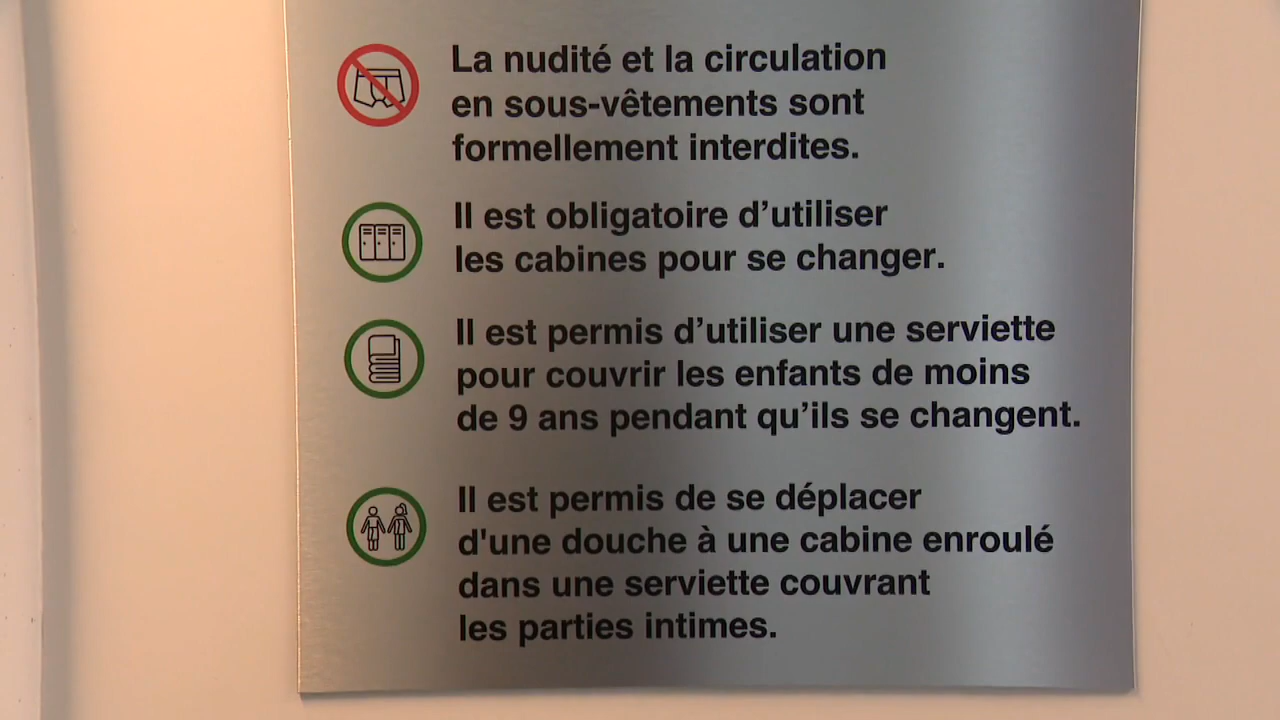 La nudité et la circulation
en sous-vêtements sont
formellement interdites.
Il est obligatoire d’utiliser
les cabines pour se changer.
Il est permis d’utiliser une serviette
pour couvrir les enfants de moins
de 9 ans pendant qu’ils se changent.
Il est permis de se déplacer
d'une douche à une cabine enroulé
dans une serviette couvrant
les parties intimes.